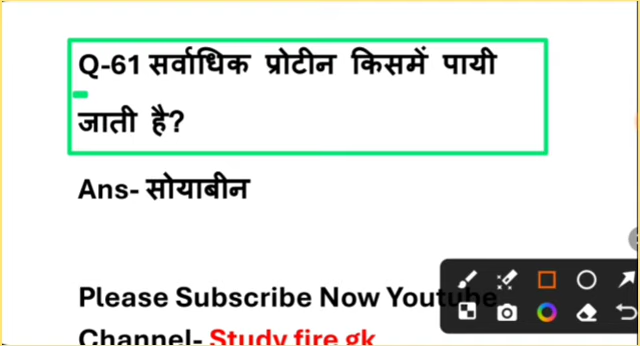 Q-61 सर्वाधिक प्रोटीन किसमें पायी
जाती है?
Ans- सोयाबीन
Please Subscribe Now Youtube
Channel- Study fire gk